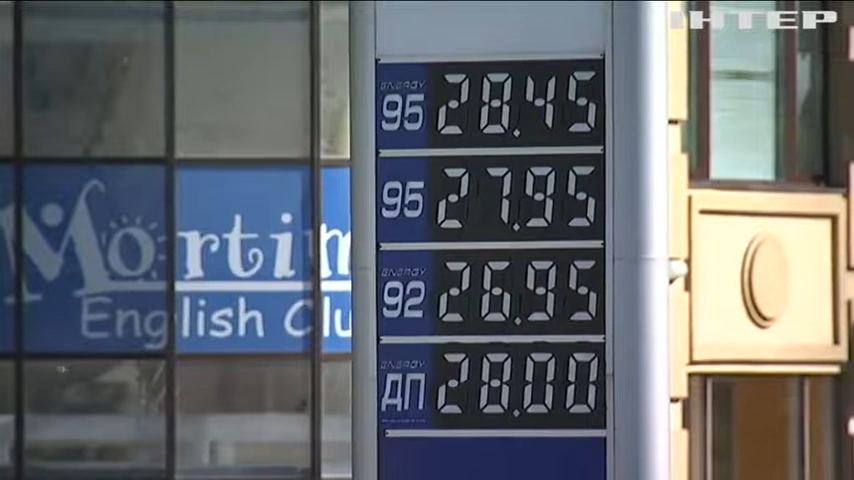 ІНТЕР
ENERGY
95 28.45
95 27.95
ENERGY
92 26.95
ENERGY
ДП 28.00
Mortim
English Clu